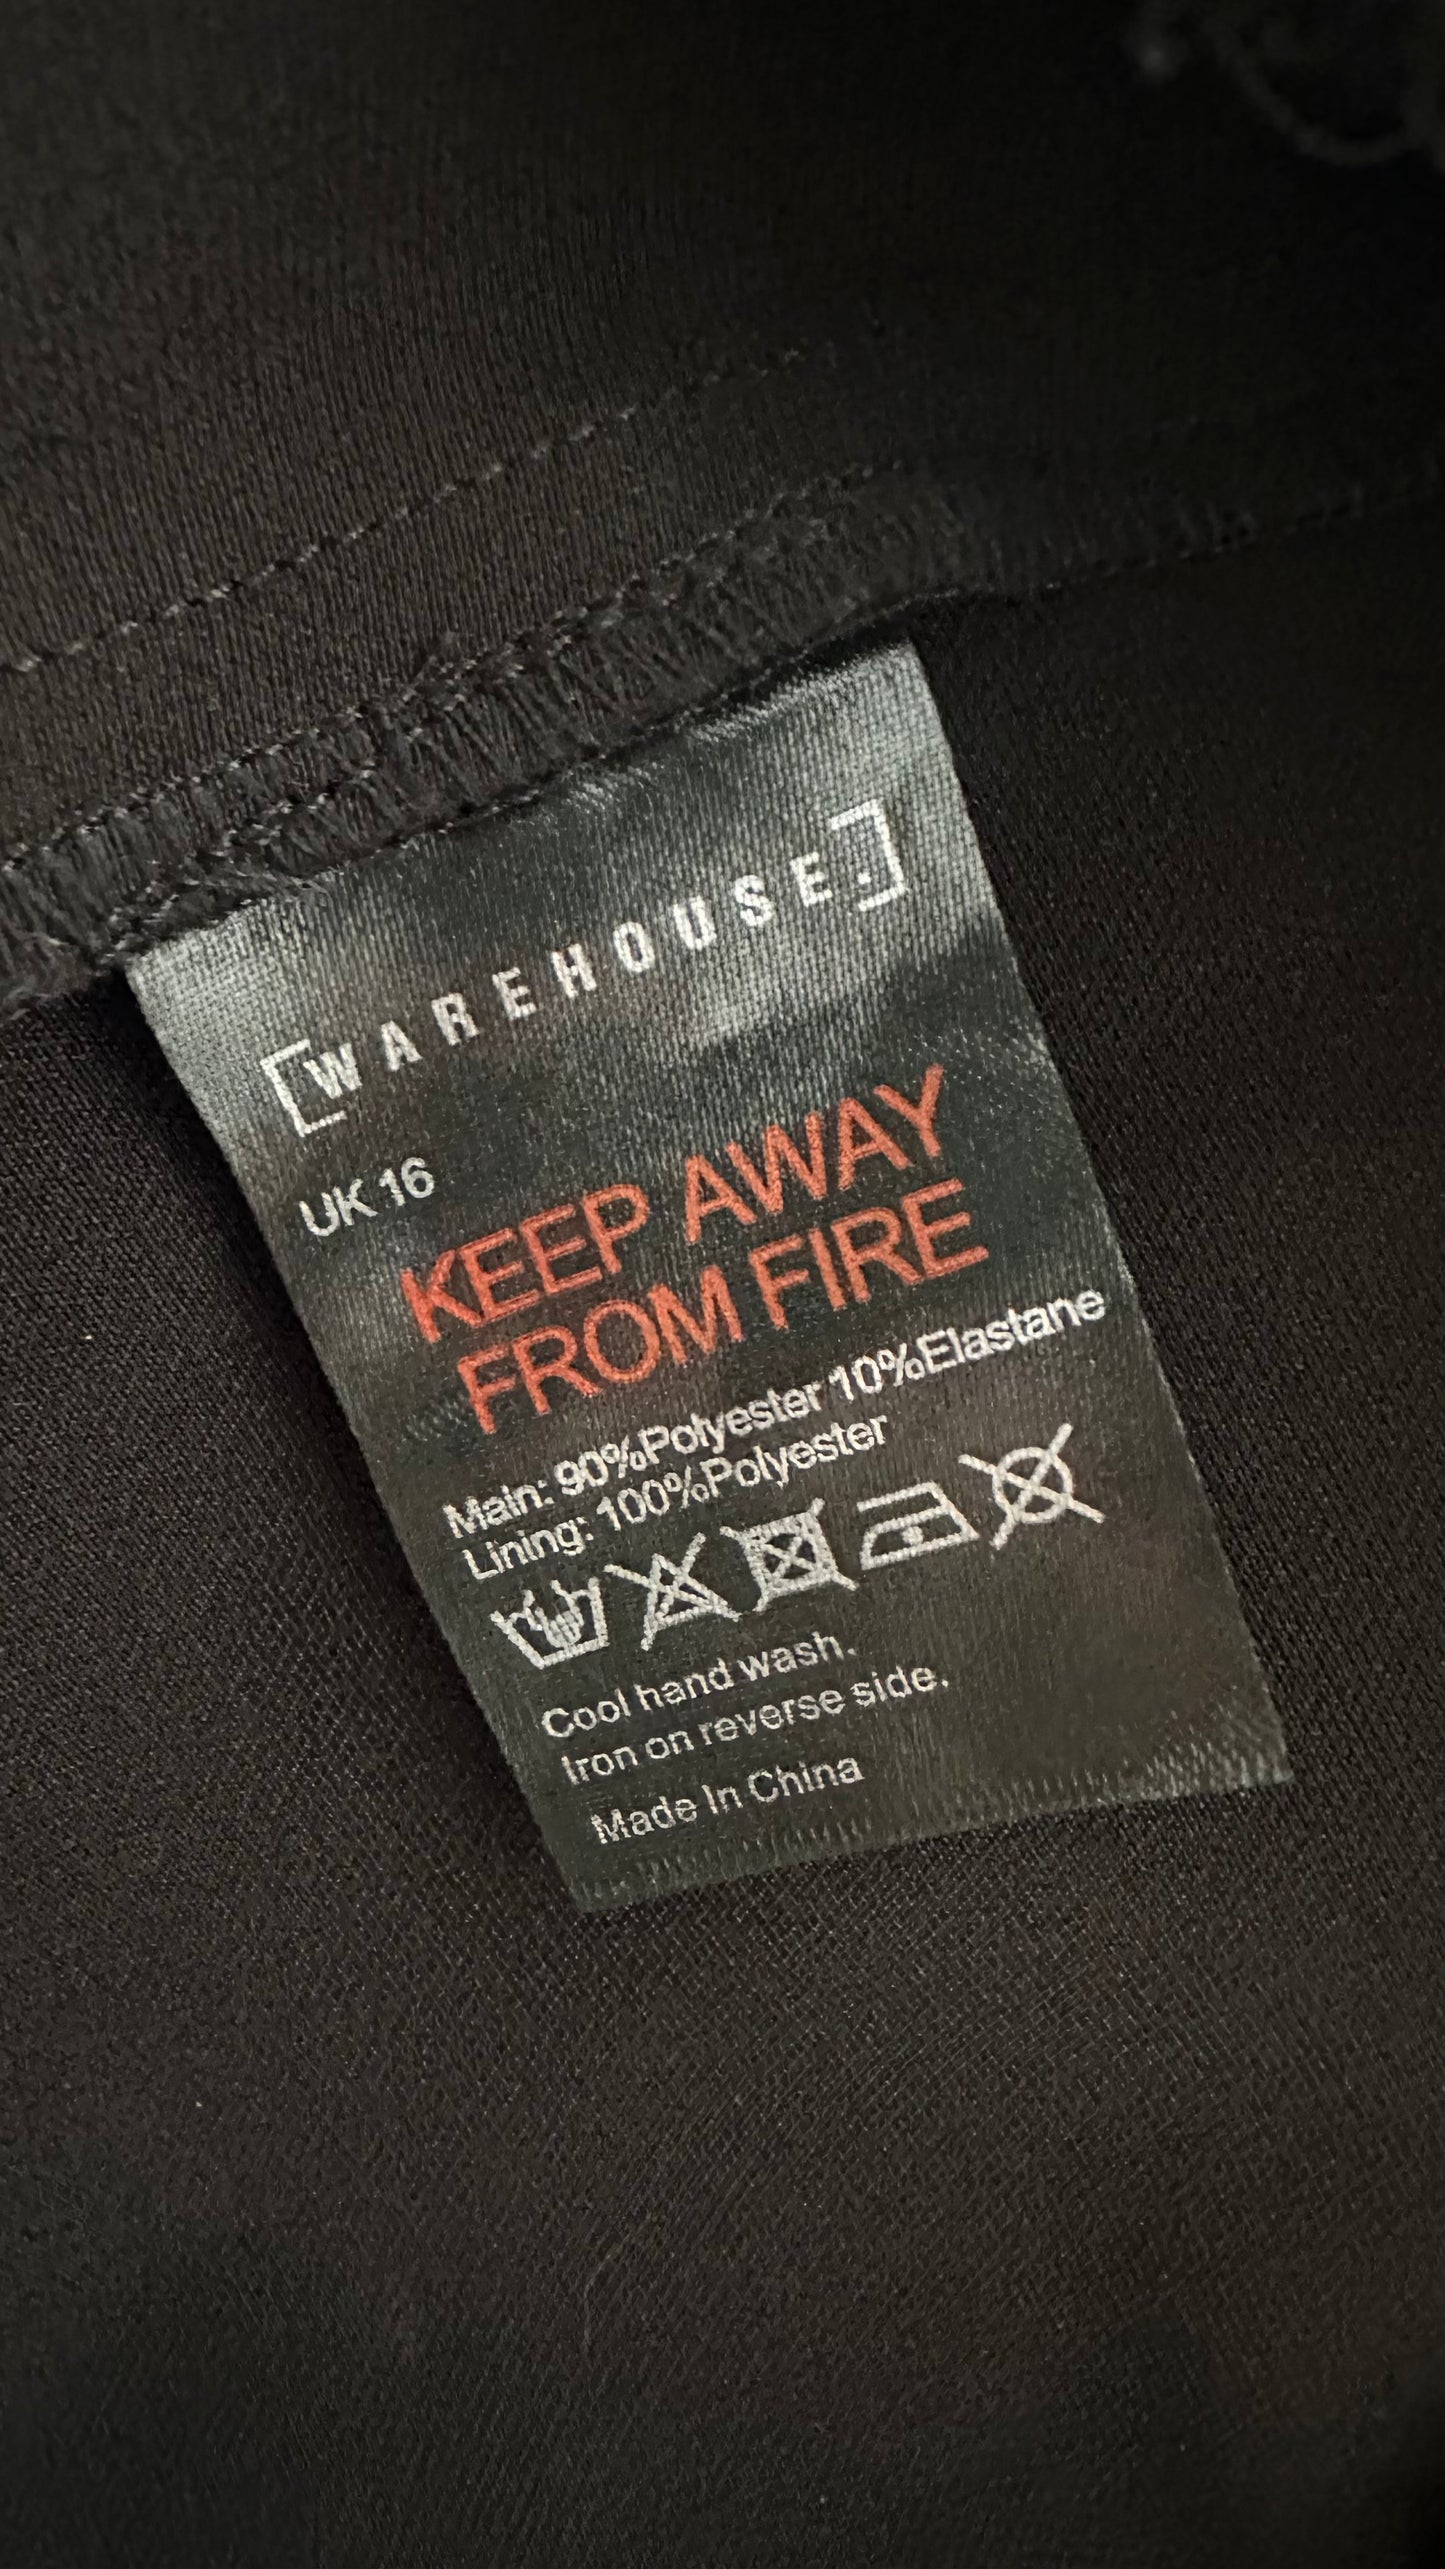 [WAREHOUSE.]
UK 16
KEEP AWAY
FROM FIRE
Main: 90%Polyester 10%Elastane
Lining: 100%Polyester
Cool hand wash.
Iron on reverse side.
Made In China